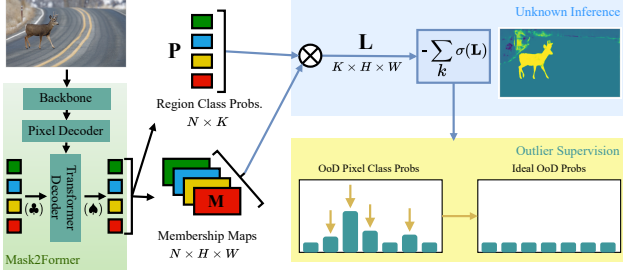 Unknown Inference
P
L
K × H × W
- ∑ σ(L)
k
Region Class Probs.
N × K
Backbone
Pixel Decoder
Transformer
Decoder
(♣)
(♠)
Mask2Former
M
Membership Maps
N × H × W
Outlier Supervision
OoD Pixel Class Probs
Ideal OoD Probs